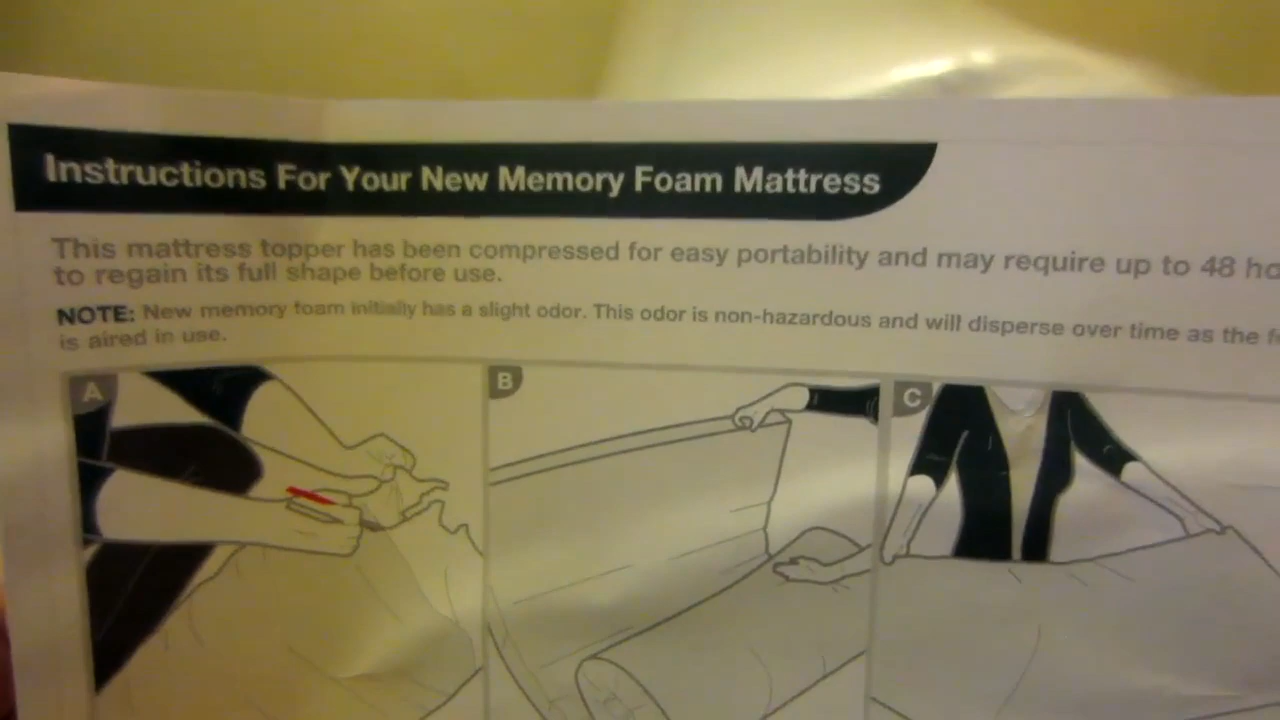 Instructions For Your New Memory Foam Mattress
This mattress topper has been compressed for easy portability and may require up to 48
to regain its full shape before use.
NOTE: New memory foam initially has a slight odor. This odor is non-hazardous and will disperse over time as the
is aired in use.
A
B
C